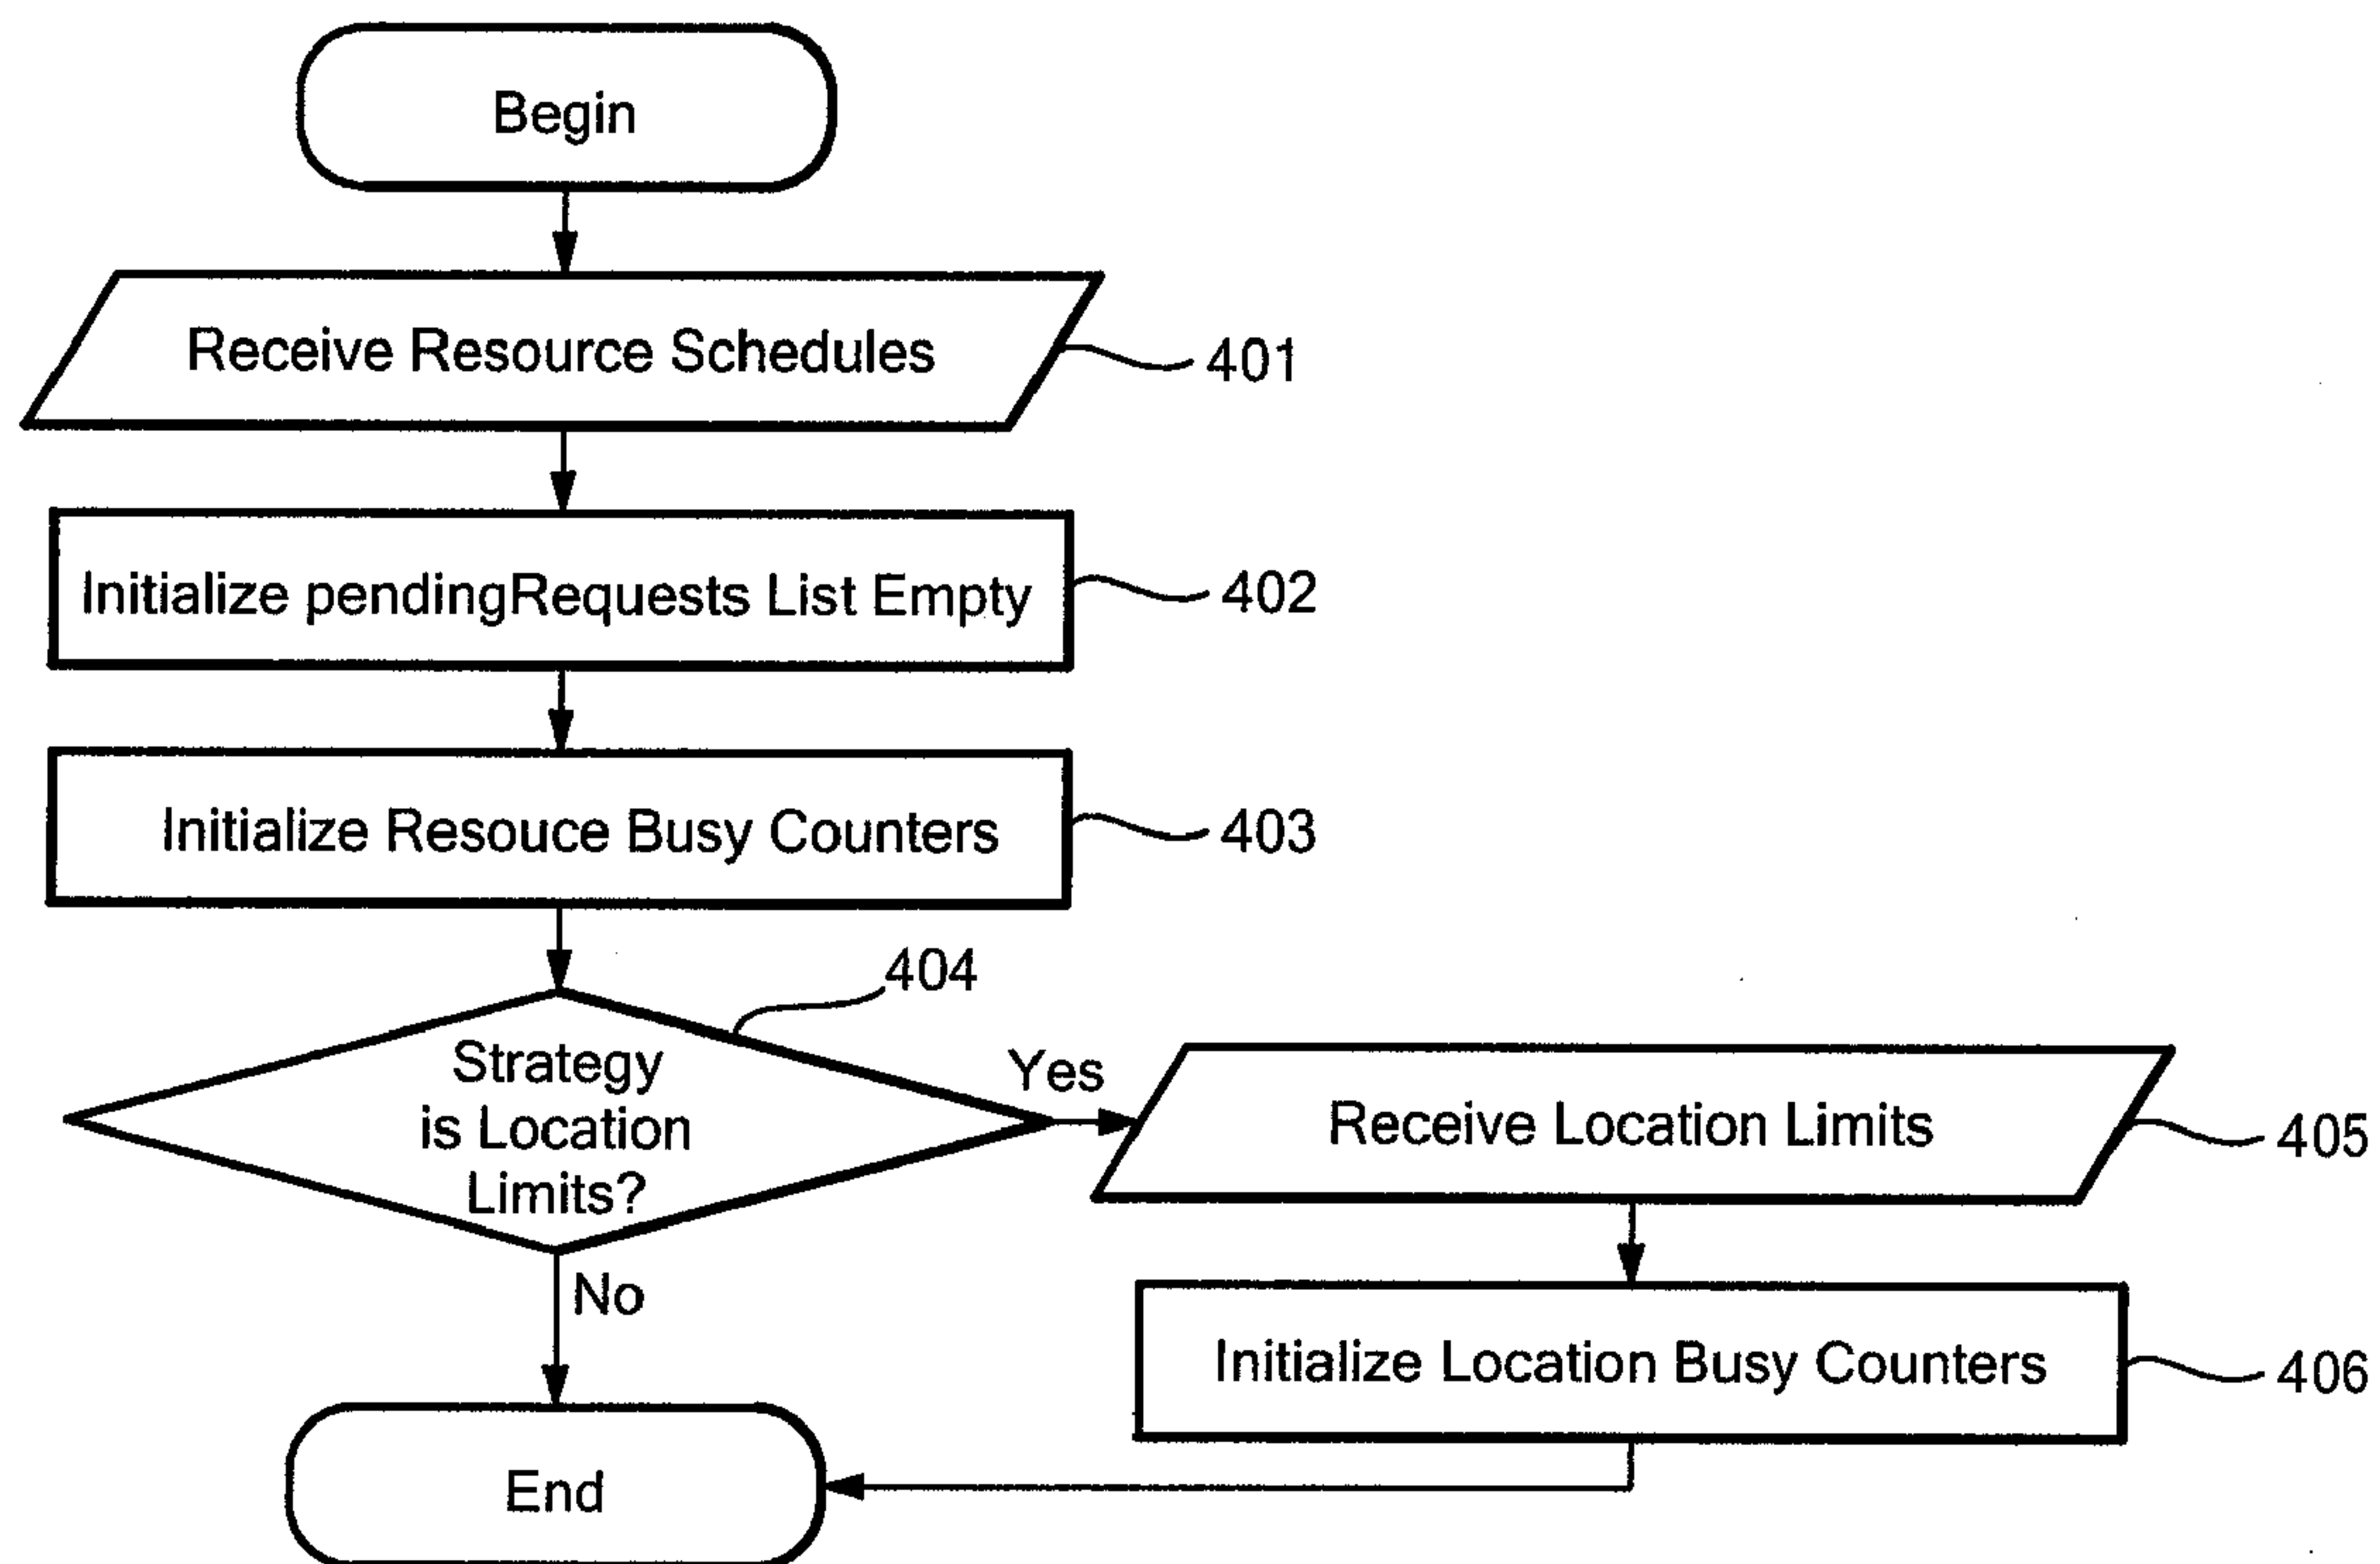 Begin
Receive Resource Schedules
401
Initialize pendingRequests List Empty
402
Initialize Resouce Busy Counters
403
404
Strategy
is Location
Limits?
Yes
Receive Location Limits
405
No
Initialize Location Busy Counters
406
End